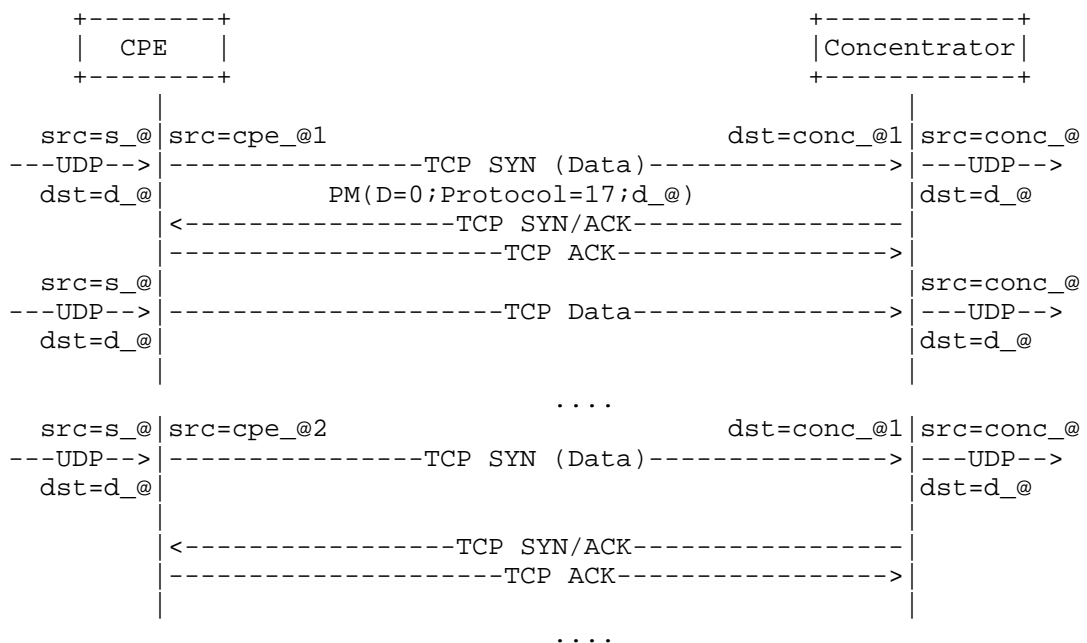 +--------+                                     +------------+
|  CPE   |                                     |Concentrator|
+--------+                                     +------------+
|                                               |
src=s_@|src=cpe_@1                         dst=conc_@1|src=conc_@
---UDP-->|----------------TCP SYN (Data)--------------->|---UDP-->
dst=d_@|          PM(D=0;Protocol=17;d_@)              |dst=d_@
|<-----------------TCP SYN/ACK-----------------|
|---------------------TCP ACK----------------->|
src=s_@|                                               |src=conc_@
---UDP-->|---------------------TCP Data---------------->|---UDP-->
dst=d_@|                                               |dst=d_@
|                                               |
....
src=s_@|src=cpe_@2                         dst=conc_@1|src=conc_@
---UDP-->|----------------TCP SYN (Data)--------------->|---UDP-->
dst=d_@|                                               |dst=d_@
|                                               |
|<-----------------TCP SYN/ACK-----------------|
|---------------------TCP ACK----------------->|
|                                               |
....